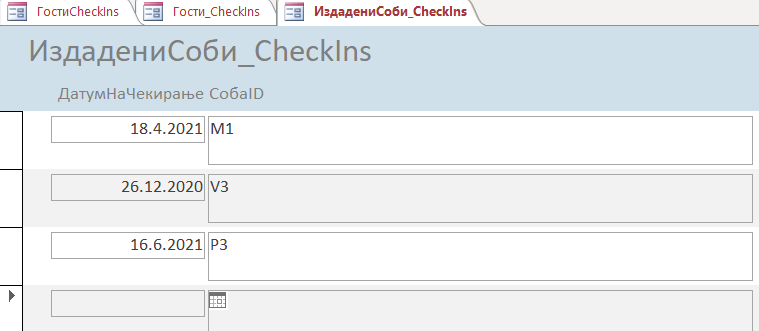 ГостиCheckIns Гости_CheckIns ИздадениСоби_CheckIns
ИздадениСоби_CheckIns
ДатумНаЧекирање СобаID
18.4.2021 M1
26.12.2020 V3
16.6.2021 P3